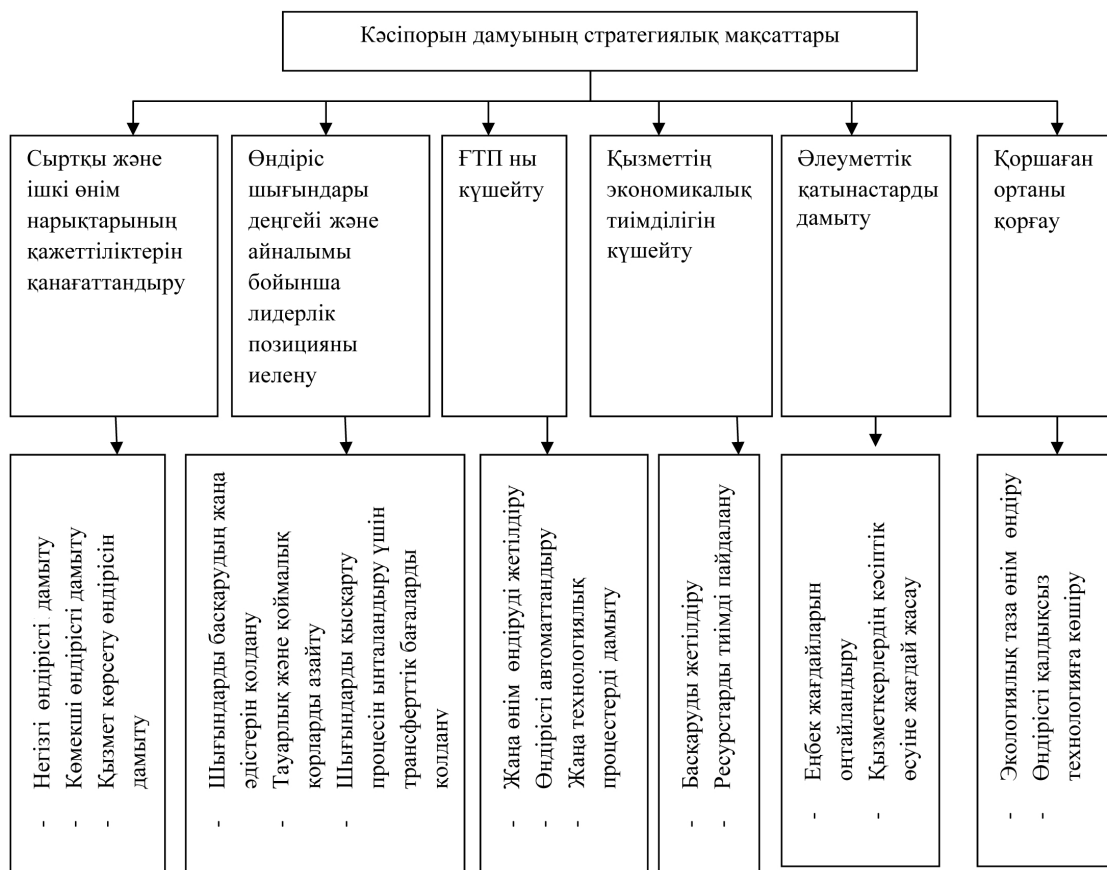 Кәсіпорын дамуының стратегиялық мақсаттары
Сыртқы және
ішкі өнім
нарықтарының
қажеттіліктерін
қанағаттандыру
Өндіріс
шығындары
деңгейі және
айналымы
бойынша
лидерлік
позицияны
иелену
ҒТП ны
күшейту
Қызметтің
экономикалық
тиімділігін
күшейту
Әлеуметтік
қатынастарды
дамыту
Қоршаған
ортаны
қорғау
- Негізгі өндірісті дамыту
- Көмекші өндірісті дамыту
- Қызмет көрсету өндірісін
дамыту
- Шығындарды басқарудың жаңа
әдістерін қолдану
- Тауарлық және қоймалық
қорларды азайту
- Шығындарды қысқарту
процесін ынталандыру үшін
трансферттік бағаларды
қолдану
- Жаңа өнім өндіруді жетілдіру
- Өндірісті автоматтандыру
- Жаңа технологиялық
процестерді дамыту
- Басқаруды жетілдіру
- Ресурстарды тиімді пайдалану
- Еңбек жағдайларын
оңтайландыру
- Қызметкерлердің кәсіптік
өсуіне жағдай жасау
- Экологиялық таза өнім өндіру
- Өндірісті қалдықсыз
технологияға көшіру